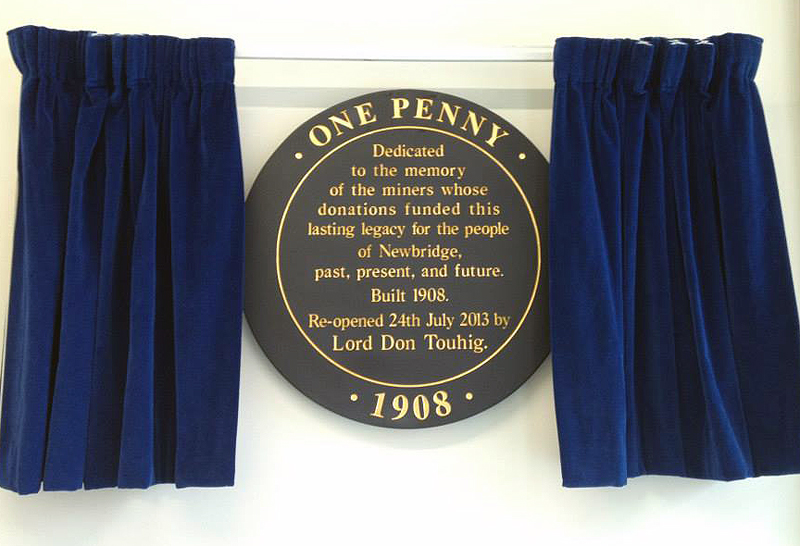 ONE PENNY
Dedicated
to the memory
of the miners whose
donations funded this
lasting legacy for the people
of Newbridge,
past, present, and future.
Built 1908.
Re-opened 24th July 2013 by
Lord Don Touhig.
1908